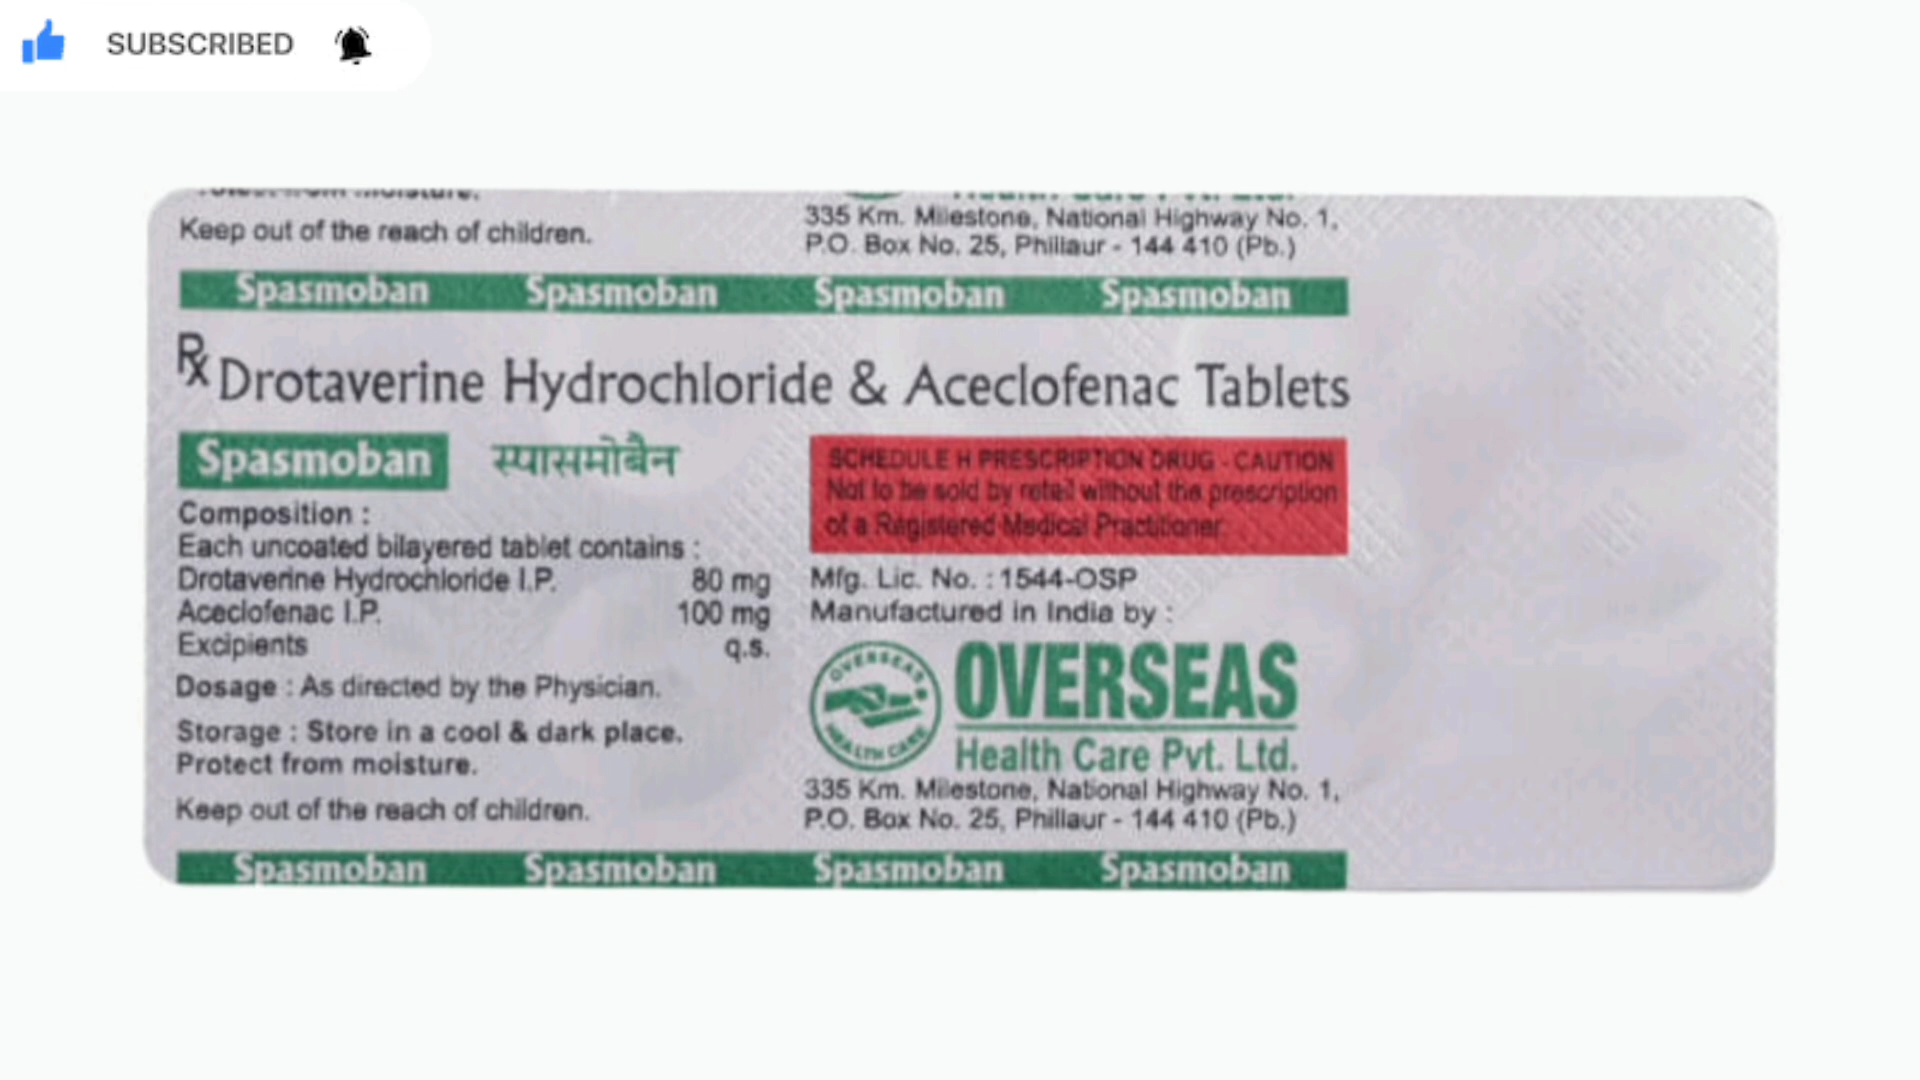 SUBSCRIBED
Keep out of the reach of children.
335 Km. Milestone, National Highway No. 1,
P.O. Box No. 25, Phillaur - 144 410 (Pb.)
Spasmoban Spasmoban Spasmoban Spasmoban
Rx Drotaverine Hydrochloride & Aceclofenac Tablets
Spasmoban स्पासमोबैन
Composition :
Each uncoated bilayered tablet contains :
Drotaverine Hydrochloride I.P. 80 mg
Aceclofenac I.P. 100 mg
Excipients q.s.
Dosage : As directed by the Physician.
Storage : Store in a cool & dark place.
Protect from moisture.
Keep out of the reach of children.
SCHEDULE H PRESCRIPTION DRUG - CAUTION
Not to be sold by retail without the prescription
of a Registered Medical Practitioner.
Mfg. Lic. No. : 1544-OSP
Manufactured in India by :
OVERSEAS HEALTH CARE
OVERSEAS
Health Care Pvt. Ltd.
335 Km. Milestone, National Highway No. 1,
P.O. Box No. 25, Phillaur - 144 410 (Pb.)
Spasmoban Spasmoban Spasmoban Spasmoban